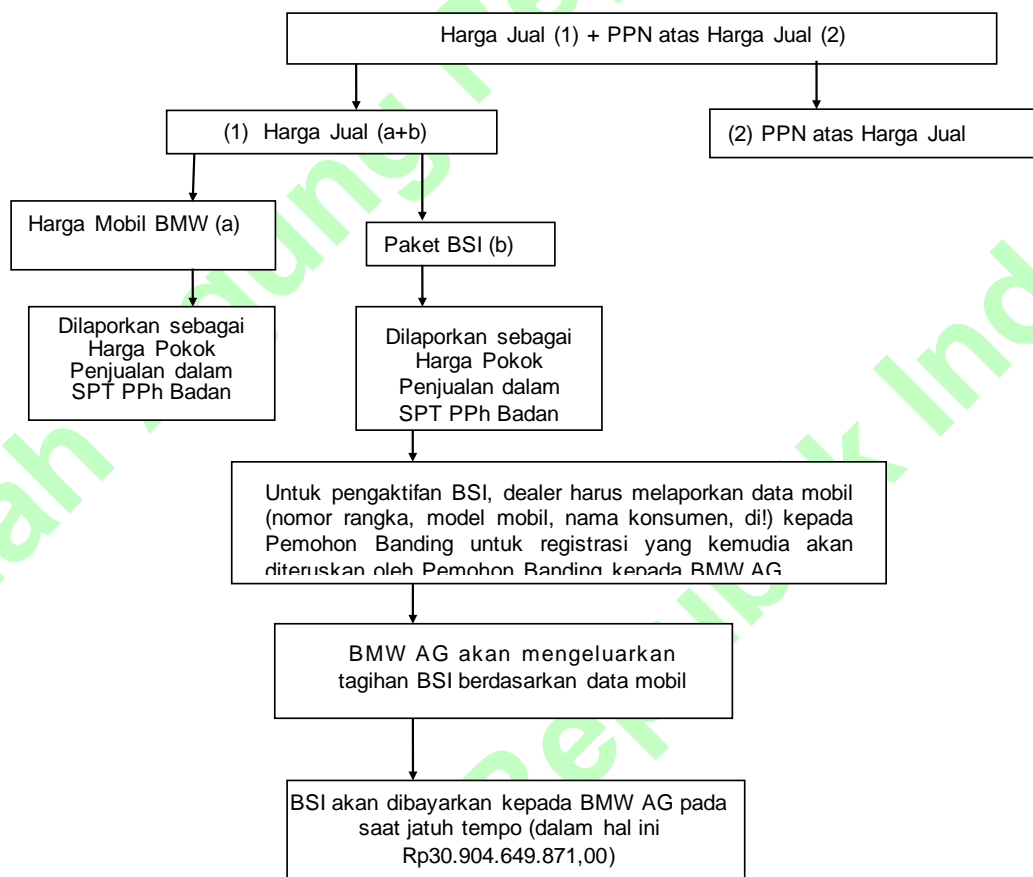 Harga Jual (1) + PPN atas Harga Jual (2)
(1) Harga Jual (a+b)
(2) PPN atas Harga Jual
Harga Mobil BMW (a)
Paket BSI (b)
Dilaporkan sebagai
Harga Pokok
Penjualan dalam
SPT PPh Badan
Dilaporkan sebagai
Harga Pokok
Penjualan dalam
SPT PPh Badan
Untuk pengaktifan BSI, dealer harus melaporkan data mobil
(nomor rangka, model mobil, nama konsumen, di!) kepada
Pemohon Banding untuk registrasi yang kemudia akan
diteruskan oleh Pemohon Banding kepada BMW AG
BMW AG akan mengeluarkan
tagihan BSI berdasarkan data mobil
BSI akan dibayarkan kepada BMW AG pada
saat jatuh tempo (dalam hal ini
Rp30.904.649.871,00)